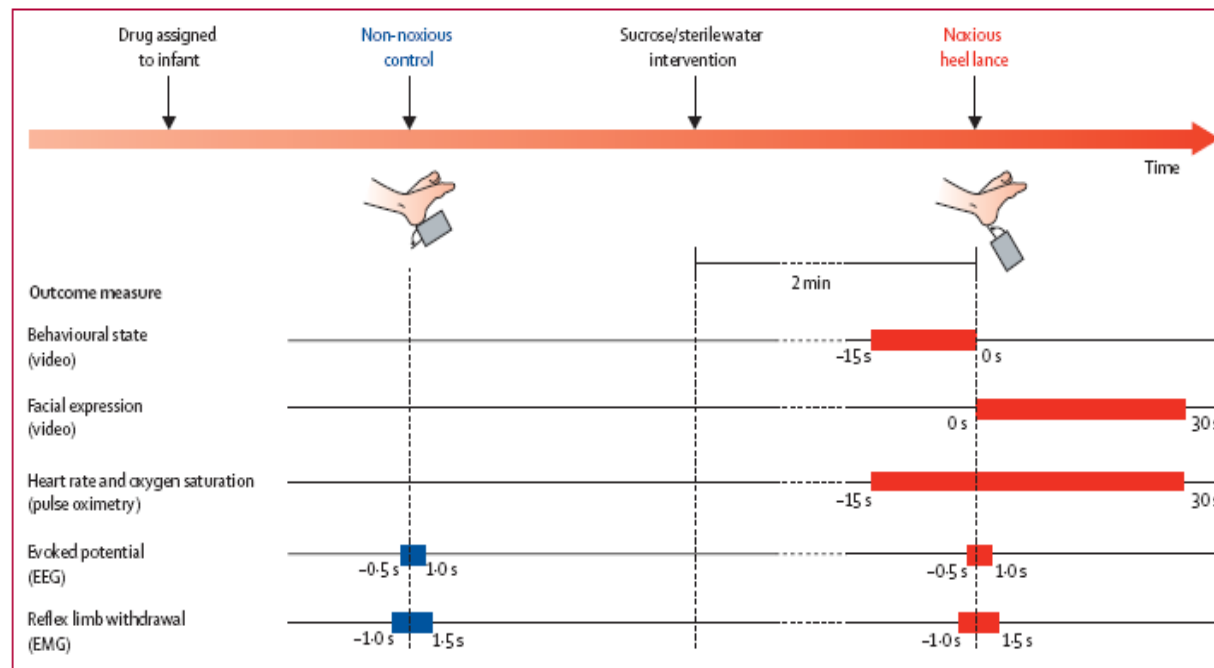 Drug assigned
to infant
Non-noxious
control
Sucrose/sterile water
intervention
Noxious
heel lance
Time
2 min
Outcome measure
Behavioural state
(video)
–15 s
0 s
Facial expression
(video)
0 s
30 s
Heart rate and oxygen saturation
(pulse oximetry)
–15 s
30 s
Evoked potential
(EEG)
–0·5 s
1·0 s
–0·5 s
1·0 s
Reflex limb withdrawal
(EMG)
–1·0 s
1·5 s
–1·0 s
1·5 s